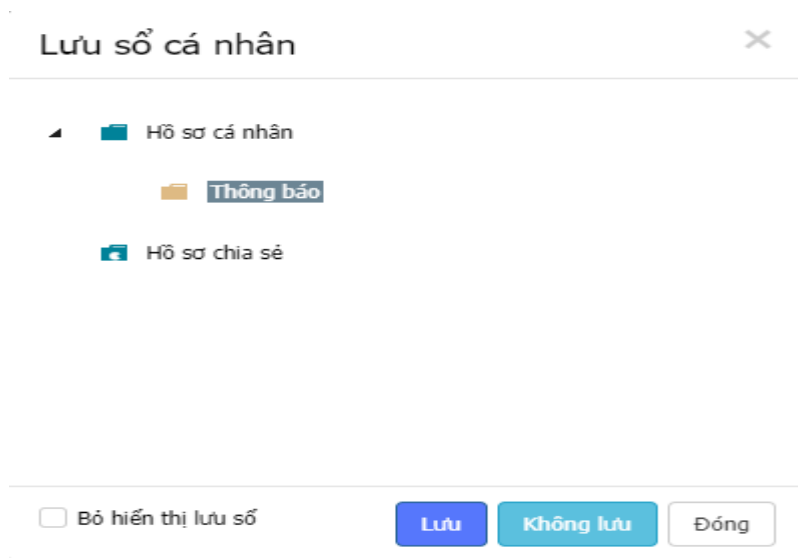 Lưu sổ cá nhân
Hồ sơ cá nhân
Thông báo
Hồ sơ chia sẻ
Bỏ hiển thị lưu sổ
Lưu
Không lưu
Đóng